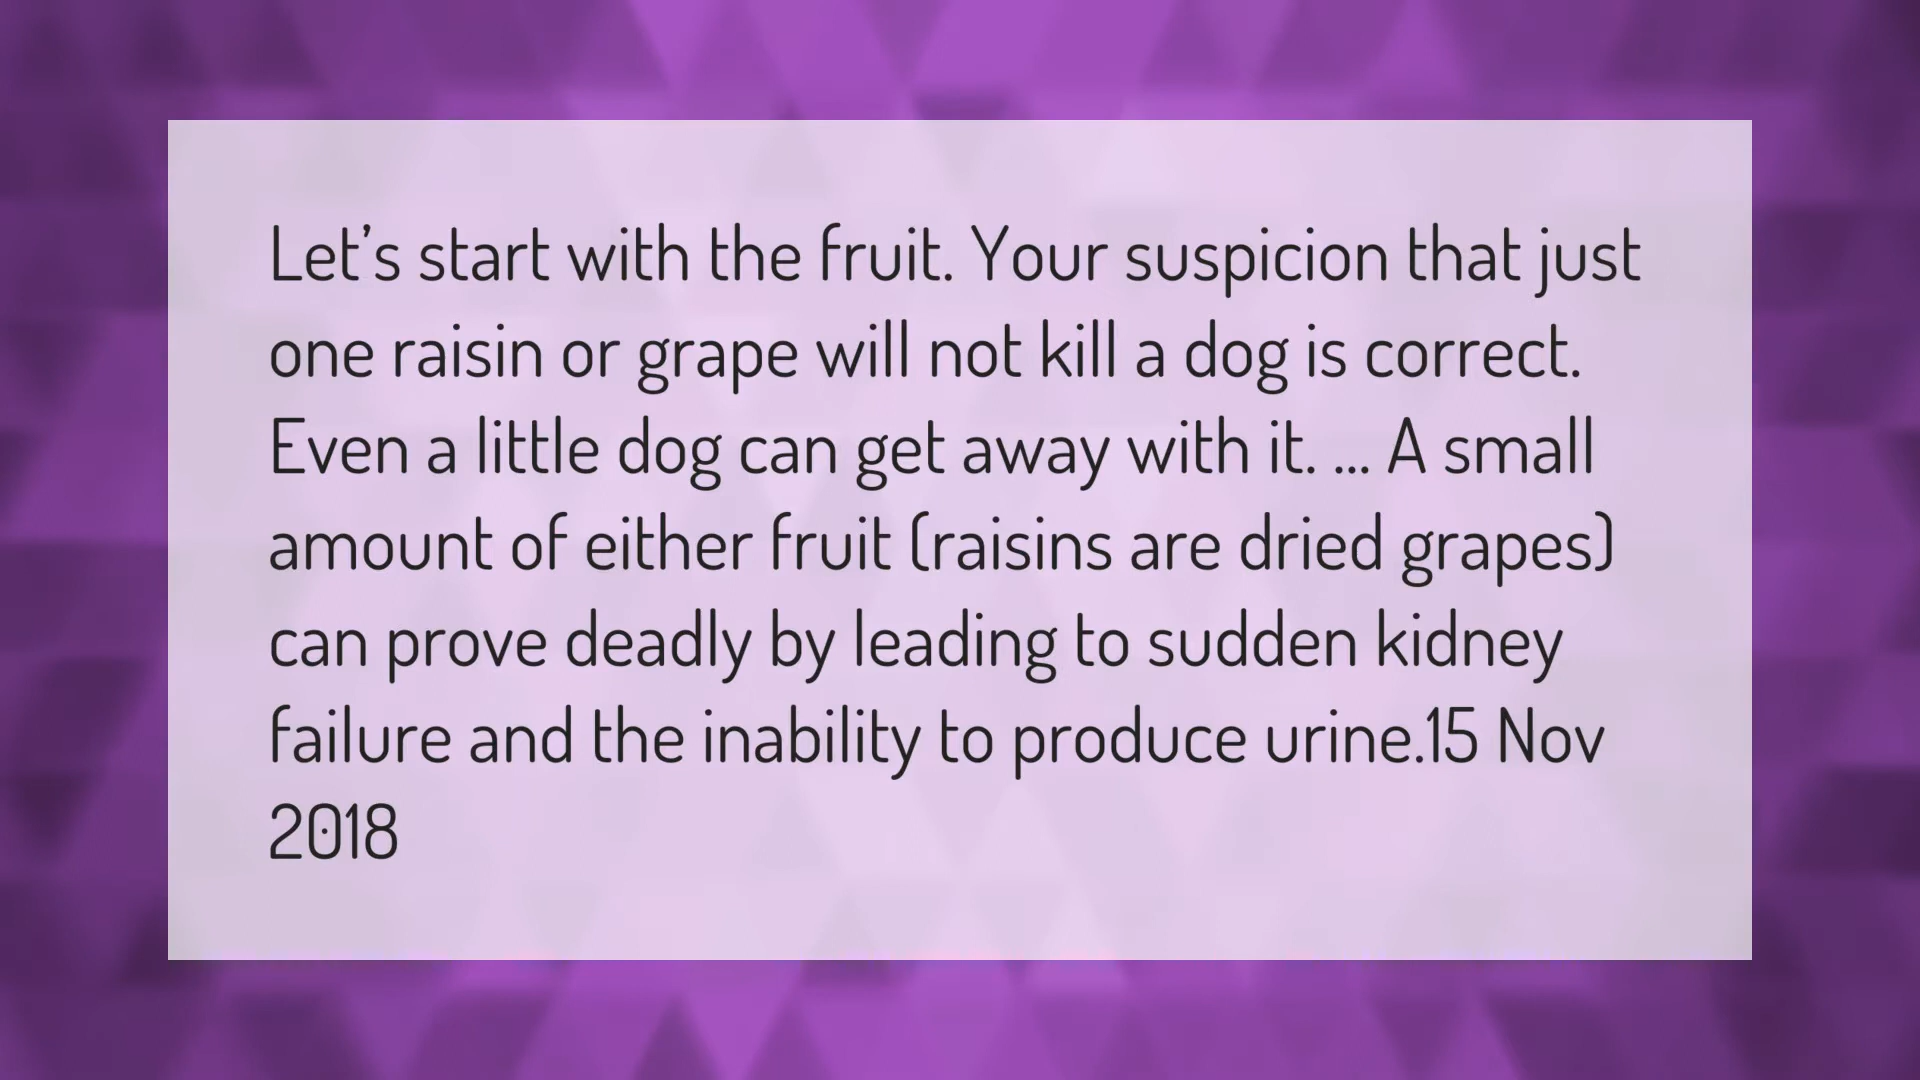 Let's start with the fruit. Your suspicion that just
one raisin or grape will not kill a dog is correct.
Even a little dog can get away with it. ... A small
amount of either fruit (raisins are dried grapes)
can prove deadly by leading to sudden kidney
failure and the inability to produce urine.15 Nov
2018